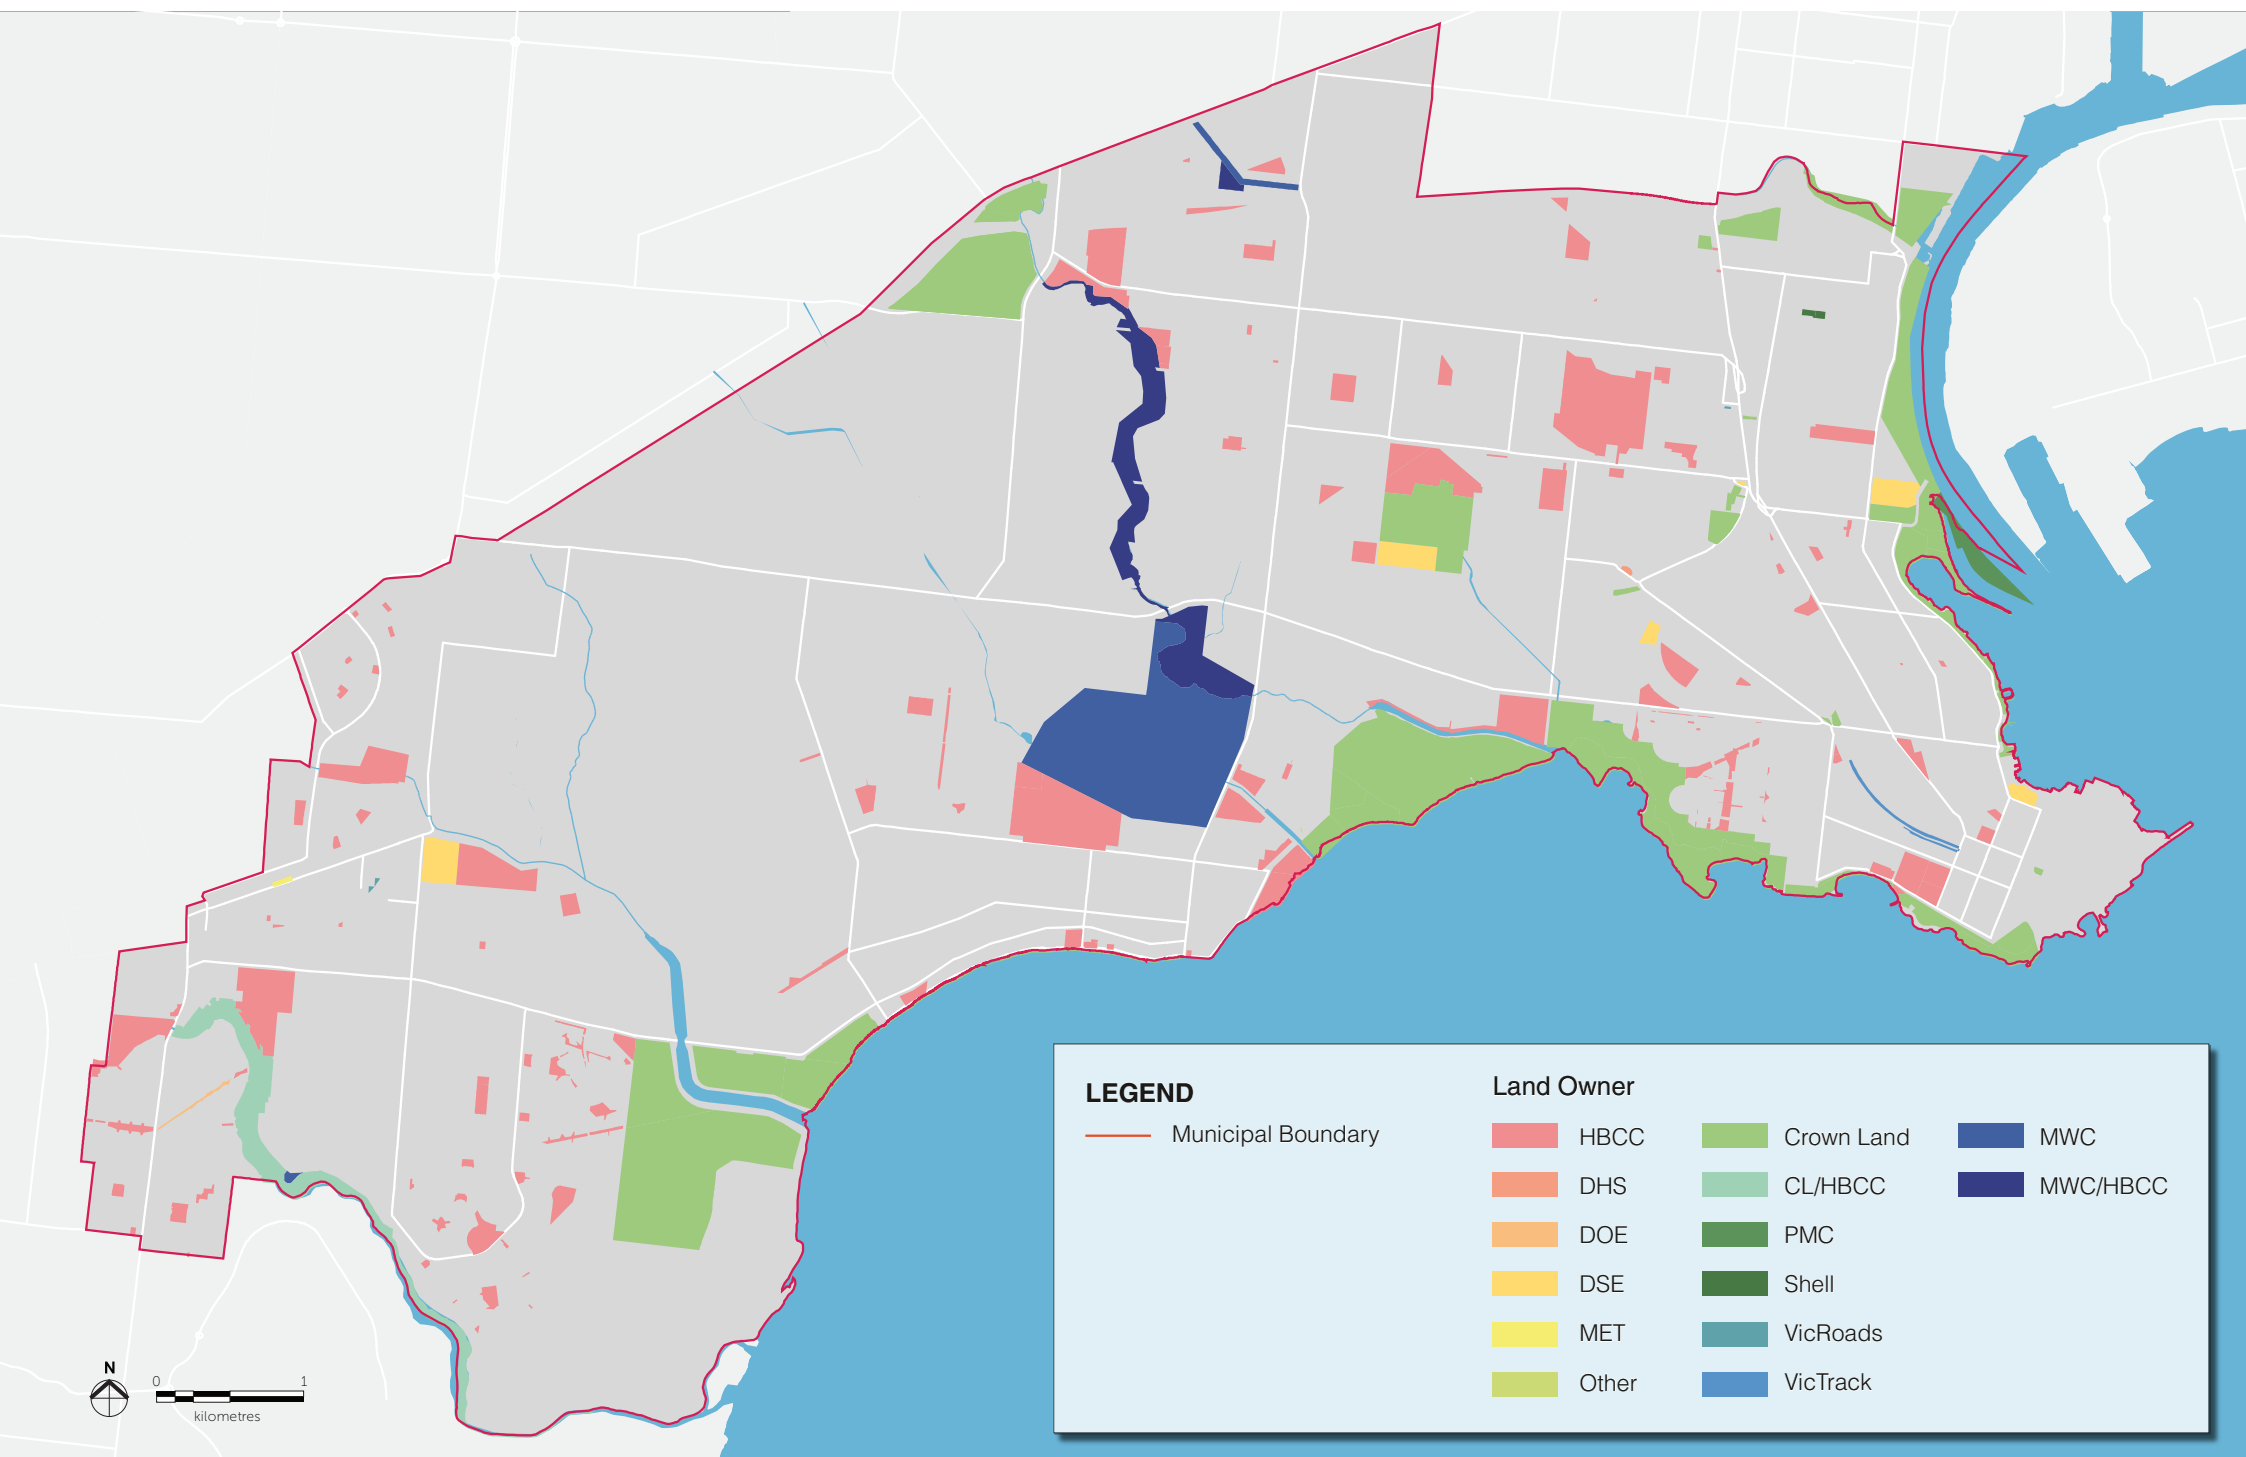 LEGEND
Municipal Boundary
Land Owner
HBCC
DHS
DOE
DSE
MET
Other
Crown Land
CL/HBCC
PMC
Shell
VicRoads
VicTrack
MWC
MWC/HBCC
N
0 1
kilometres